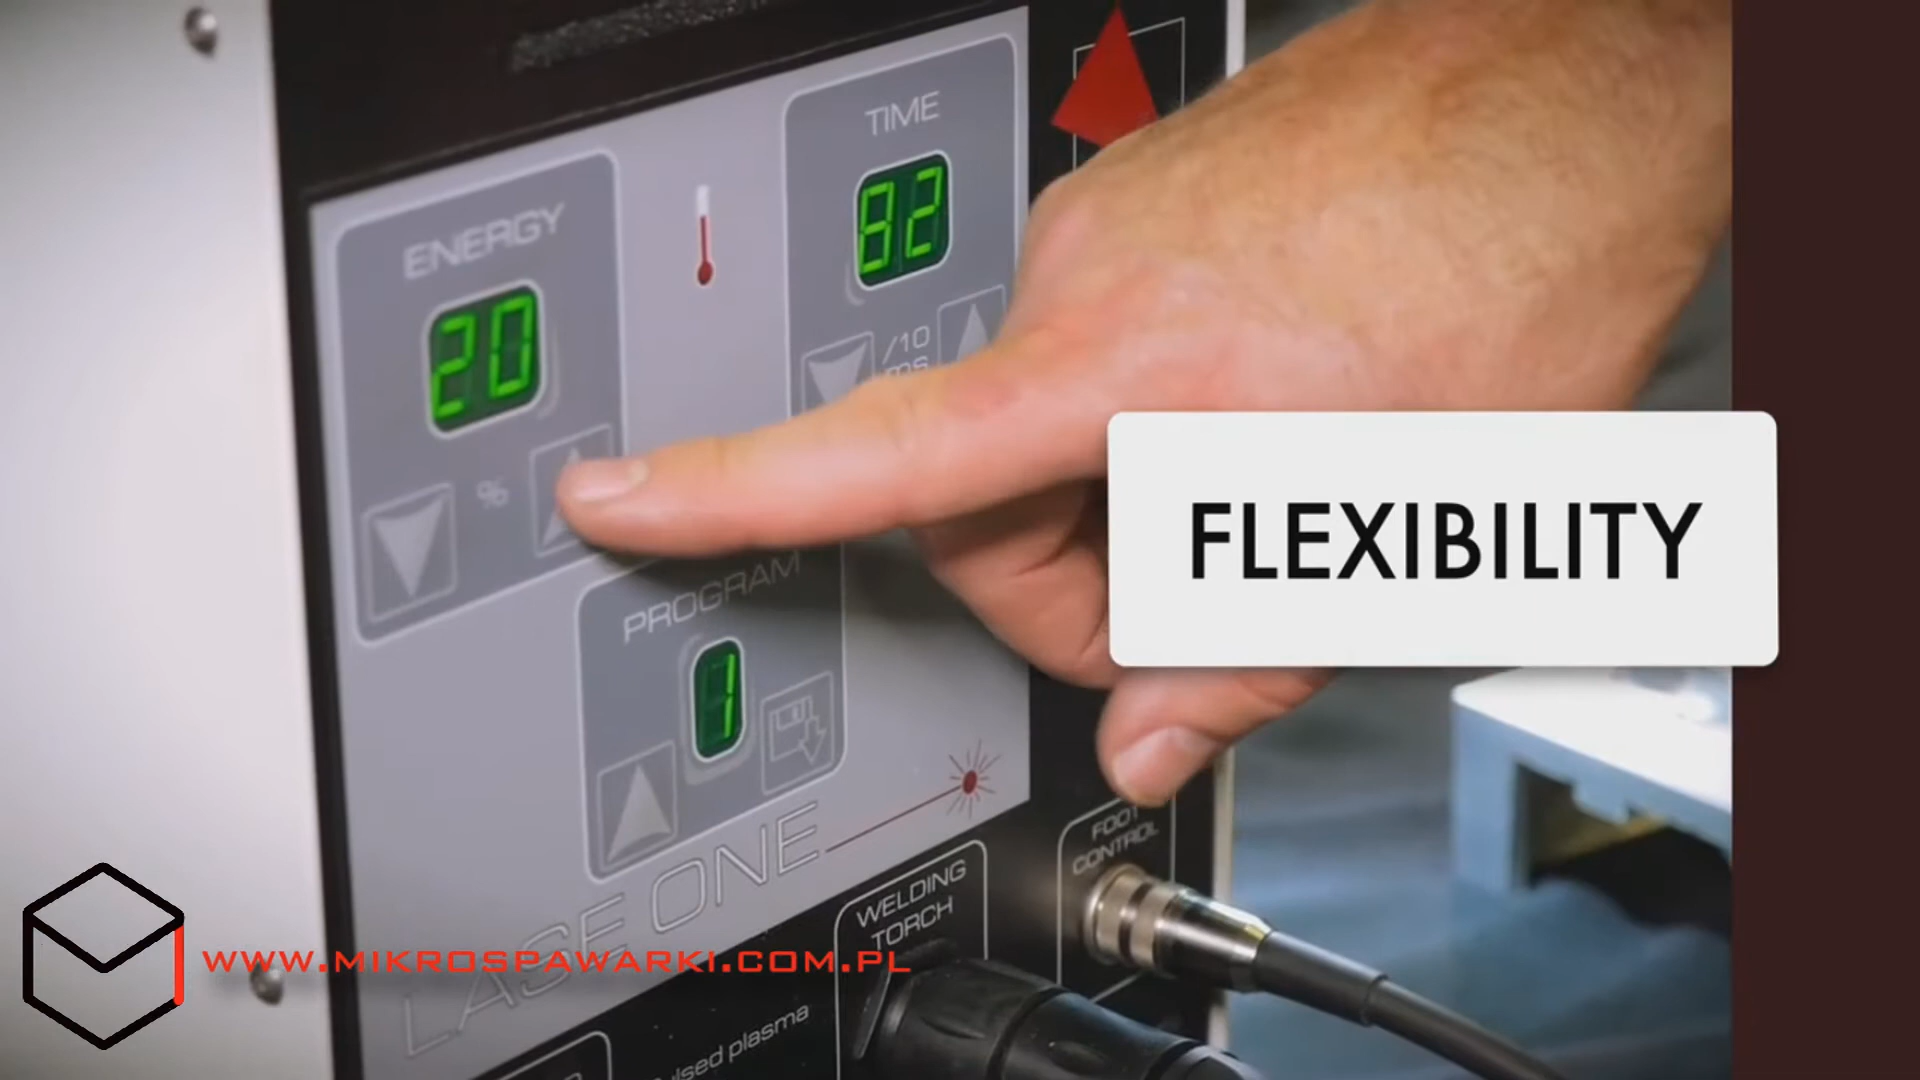 TIME
82
ENERGY
20
/10
ms
%
FLEXIBILITY
PROGRAM
1
LASE ONE
FOOT
CONTROL
WELDING
TORCH
WWW.MIKROSPAWARKI.COM.PL
plasma